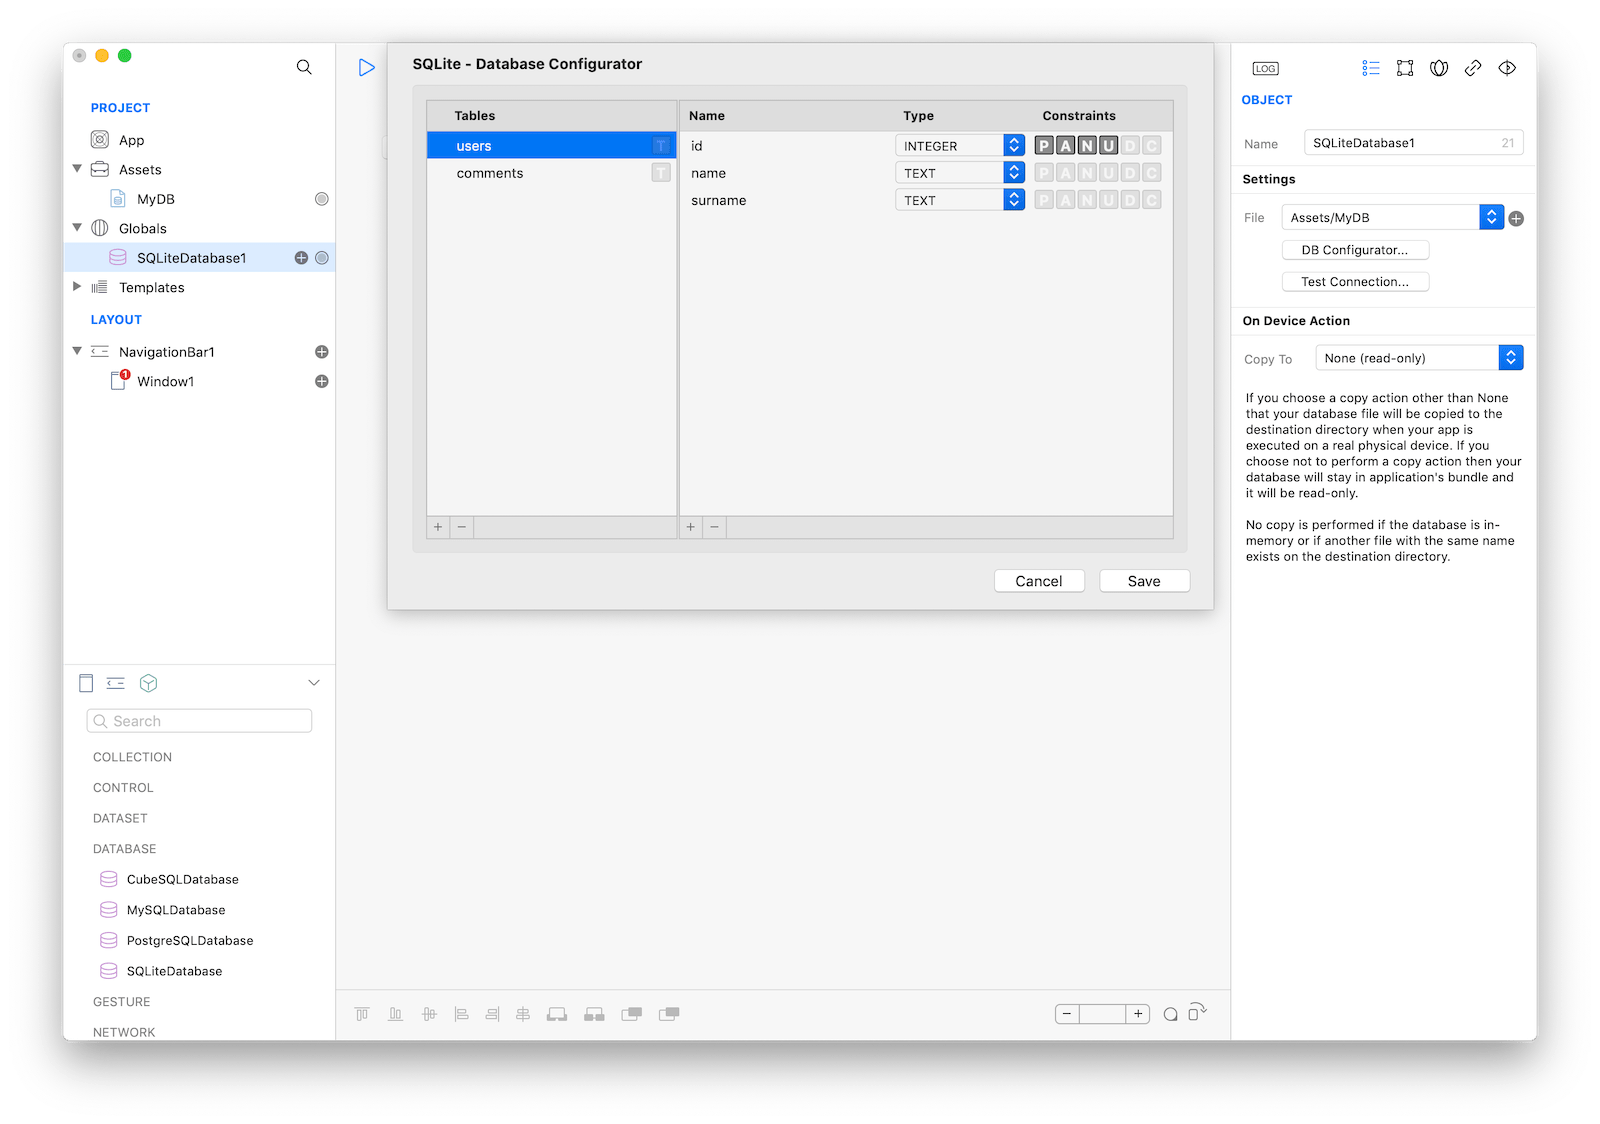 PROJECT
App
Assets
MyDB
Globals
SQLiteDatabase1
Templates
LAYOUT
NavigationBar1
1
Window1
Search
COLLECTION
CONTROL
DATASET
DATABASE
CubeSQLDatabase
MySQLDatabase
PostgreSQLDatabase
SQLiteDatabase
GESTURE
NETWORK
SQLite - Database Configurator
Tables
Name Type Constraints
users T
comments T
id INTEGER P A N U D C
name TEXT P A N U D C
surname TEXT P A N U D C
Cancel Save
LOG
OBJECT
Name SQLiteDatabase1 21
Settings
File Assets/MyDB
DB Configurator...
Test Connection...
On Device Action
Copy To None (read-only)
If you choose a copy action other than None
that your database file will be copied to the
destination directory when your app is
executed on a real physical device. If you
choose not to perform a copy action then your
database will stay in application's bundle and
it will be read-only.
No copy is performed if the database is in-
memory or if another file with the same name
exists on the destination directory.